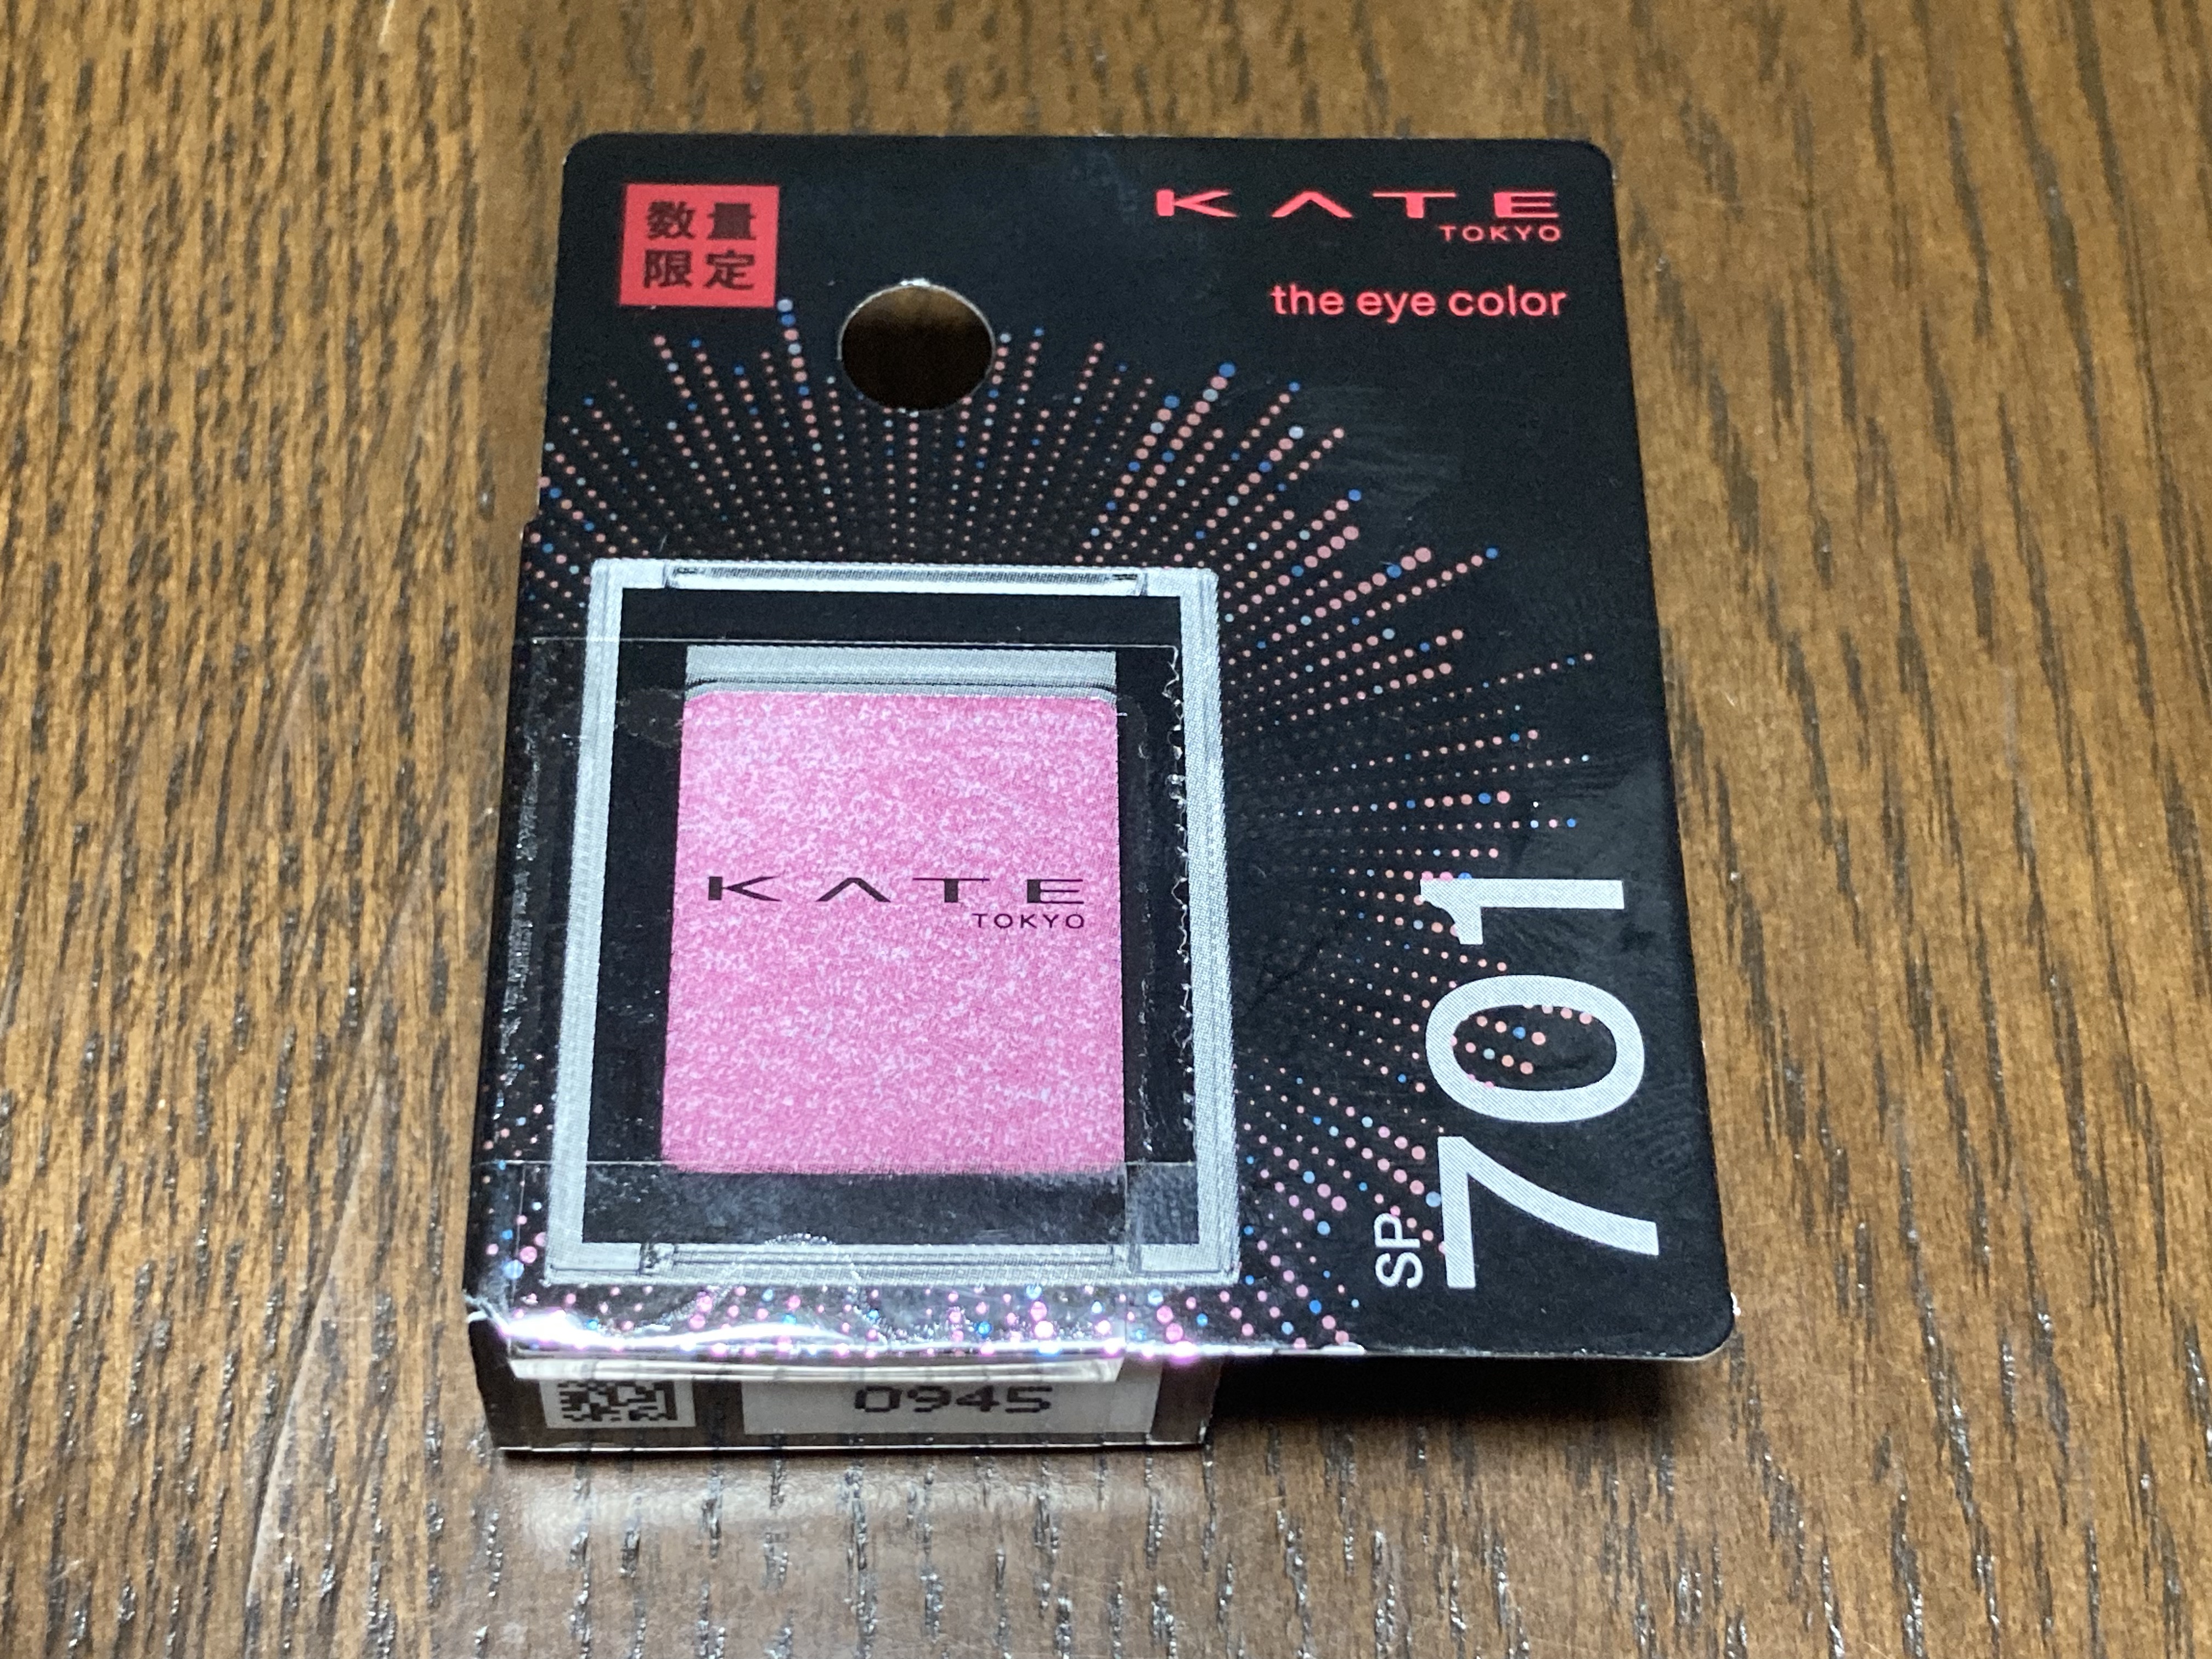 数量
限定
KATE
TOKYO
the eye color
KATE
TOKYO
SP
701
0945